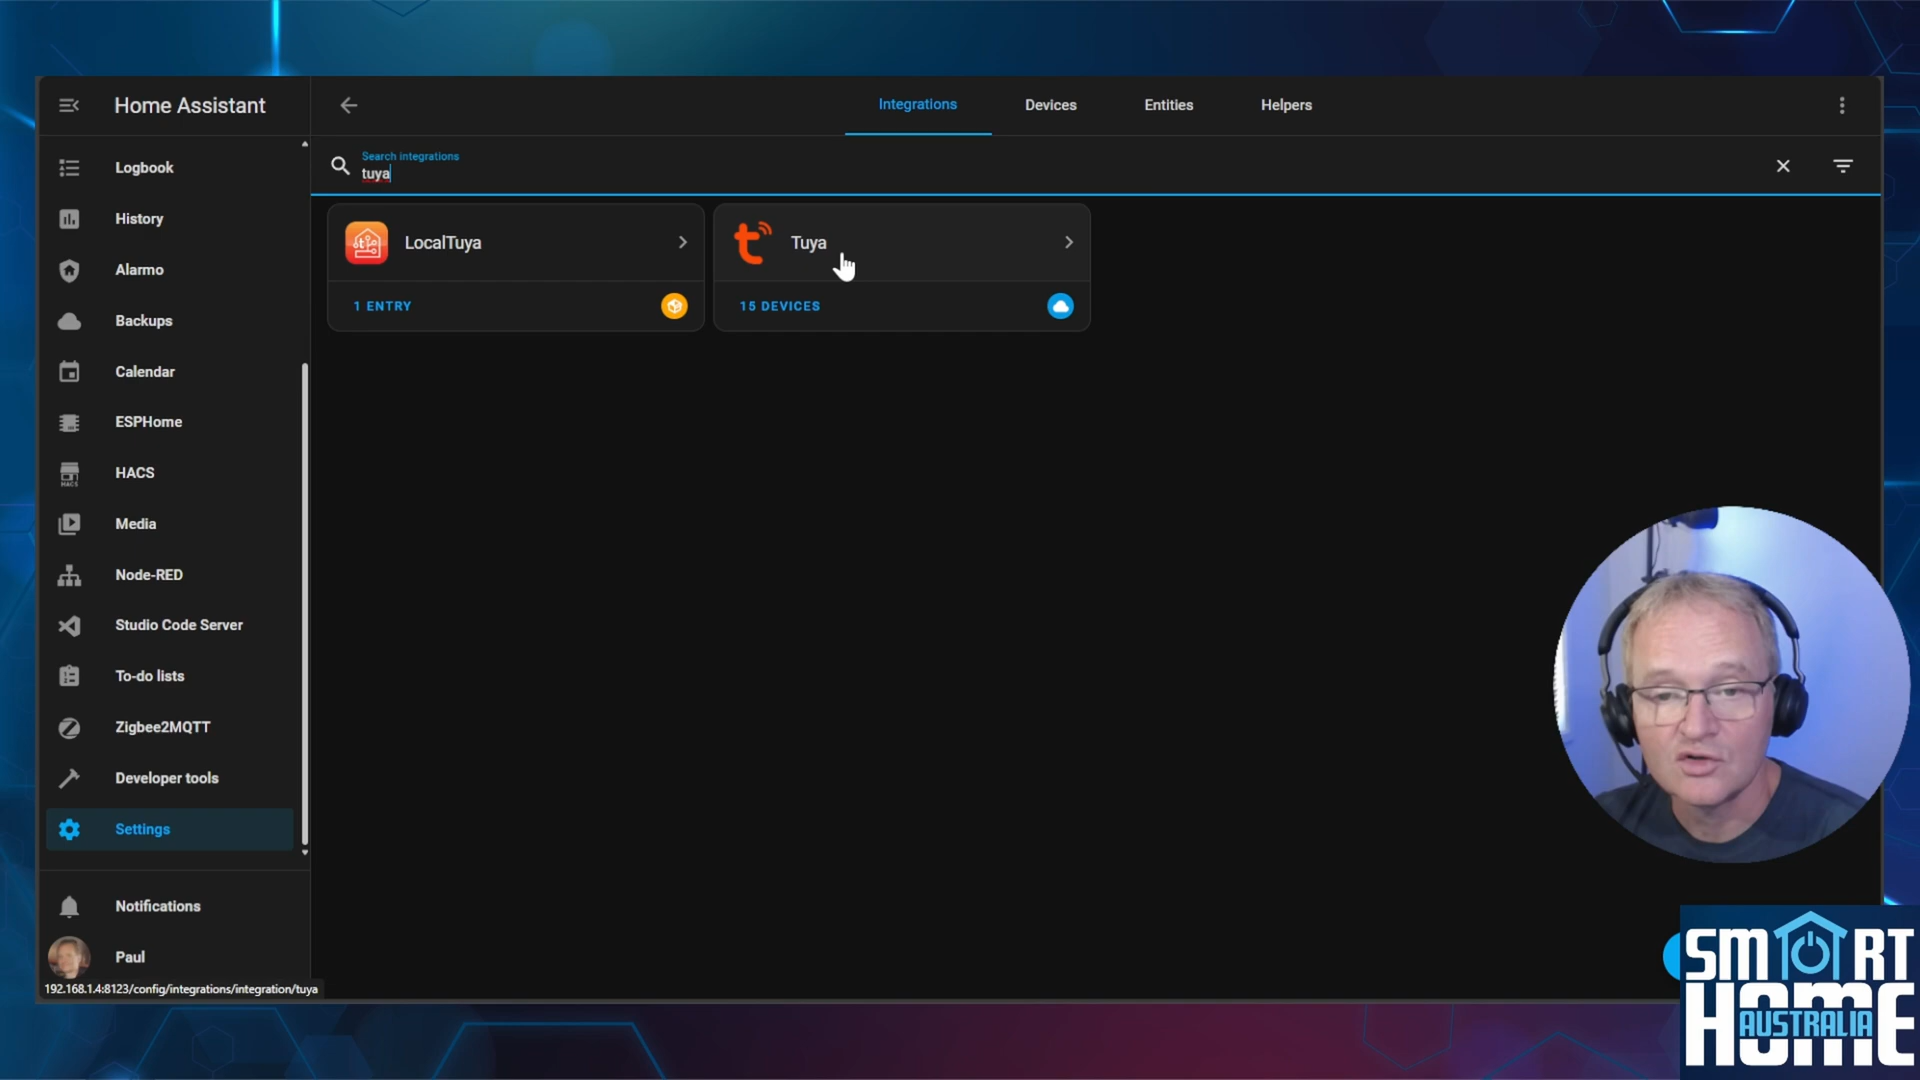 Home Assistant
Integrations
Devices
Entities
Helpers
Search integrations
tuya
Logbook
History
Alarmo
Backups
Calendar
ESPHome
HACS
HACS
Media
Node-RED
Studio Code Server
To-do lists
Zigbee2MQTT
Developer tools
Settings
Notifications
Paul
LocalTuya
1 ENTRY
Tuya
15 DEVICES
192.168.1.4:8123/config/integrations/integration/tuya
SMART
HOME
AUSTRALIA